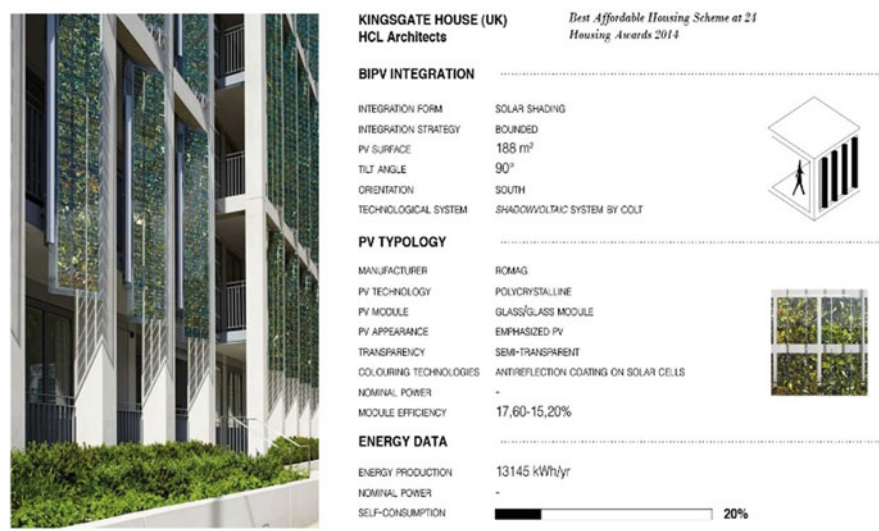 KINGSGATE HOUSE (UK)
HCL Architects
Best Affordable Housing Scheme at 24
Housing Awards 2014
BIPV INTEGRATION
INTEGRATION FORM SOLAR SHADING
INTEGRATION STRATEGY BOUNDED
PV SURFACE 188 m²
TILT ANGLE 90°
ORIENTATION SOUTH
TECHNOLOGICAL SYSTEM SHADOWVOLTAIC SYSTEM BY COLT
PV TYPOLOGY
MANUFACTURER ROMAG
PV TECHNOLOGY POLYCRYSTALLINE
PV MODULE GLASS/GLASS MODULE
PV APPEARANCE EMPHASIZED PV
TRANSPARENCY SEMI-TRANSPARENT
COLOURING TECHNOLOGIES ANTIREFLECTION COATING ON SOLAR CELLS
NOMINAL POWER -
MODULE EFFICIENCY 17,60-15,20%
ENERGY DATA
ENERGY PRODUCTION 13145 kWh/yr
NOMINAL POWER -
SELF-CONSUMPTION 20%